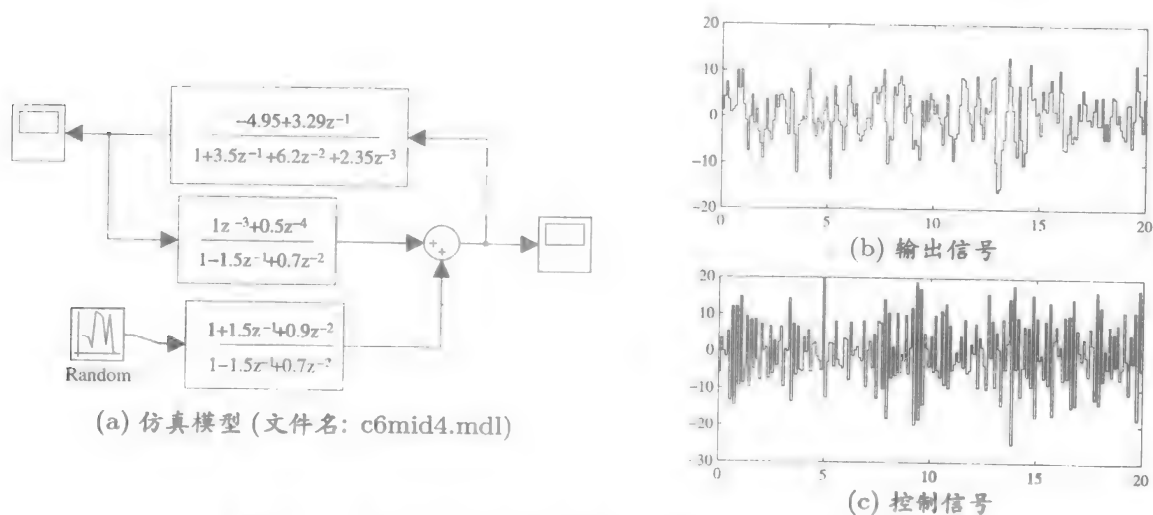 −4.95+3.29z⁻¹
1+3.5z⁻¹+6.2z⁻²+2.35z⁻³
1z⁻³+0.5z⁻⁴
1−1.5z⁻¹+0.7z⁻²
1+1.5z⁻¹+0.9z⁻²
1−1.5z⁻¹+0.7z⁻²
+
+
Random
(a) 仿真模型 (文件名: c6mid4.mdl)
20
10
0
−10
−20
0 5 10 15 20
(b) 输出信号
20
10
0
−10
−20
−30
0 5 10 15 20
(c) 控制信号